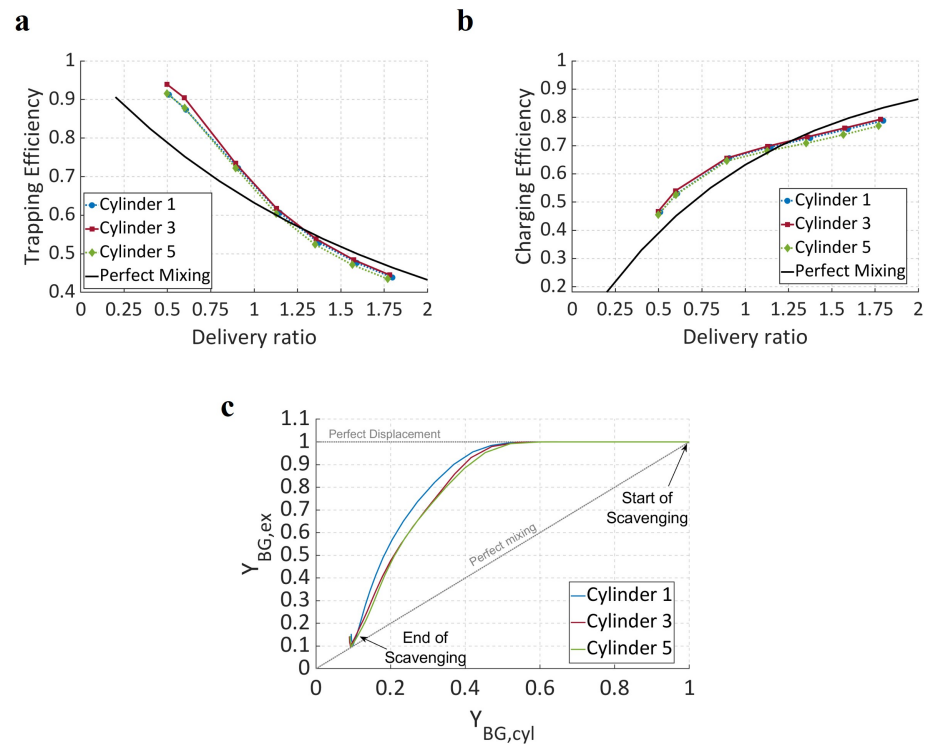 a
Trapping Efficiency
1
0.9
0.8
0.7
0.6
0.5
0.4
0 0.25 0.5 0.75 1 1.25 1.5 1.75 2
Delivery ratio
Cylinder 1
Cylinder 3
Cylinder 5
Perfect Mixing
b
Charging Efficiency
1
0.9
0.8
0.7
0.6
0.5
0.4
0.3
0.2
0 0.25 0.5 0.75 1 1.25 1.5 1.75 2
Delivery ratio
Cylinder 1
Cylinder 3
Cylinder 5
Perfect Mixing
c
Y_BG,ex
1.1
1
0.9
0.8
0.7
0.6
0.5
0.4
0.3
0.2
0.1
0
Perfect Displacement
Start of
Scavenging
Perfect mixing
End of
Scavenging
Cylinder 1
Cylinder 3
Cylinder 5
0 0.2 0.4 0.6 0.8 1
Y_BG,cyl